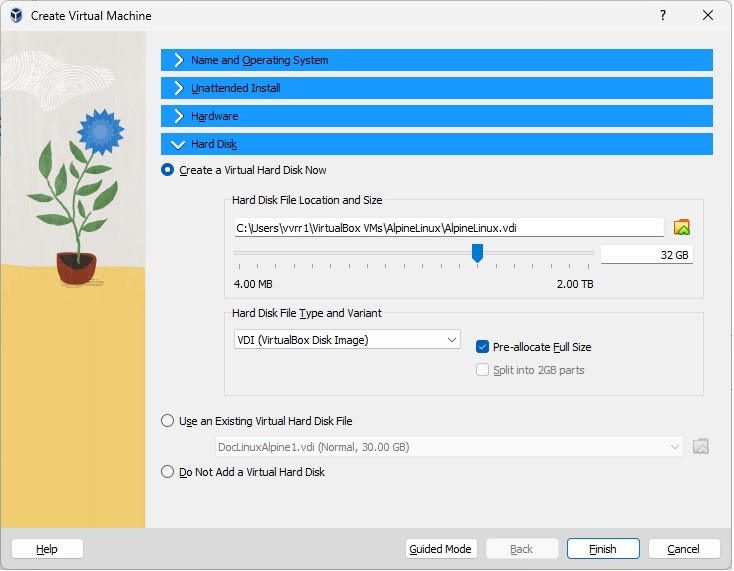 Create Virtual Machine
Name and Operating System
Unattended Install
Hardware
Hard Disk
Create a Virtual Hard Disk Now
Hard Disk File Location and Size
C:\Users\vvrr1\VirtualBox VMs\AlpineLinux\AlpineLinux.vdi
32 GB
4.00 MB 2.00 TB
Hard Disk File Type and Variant
VDI (VirtualBox Disk Image)
Pre-allocate Full Size
Split into 2GB parts
Use an Existing Virtual Hard Disk File
DocLinuxAlpine1.vdi (Normal, 30.00 GB)
Do Not Add a Virtual Hard Disk
Help Guided Mode Back Finish Cancel